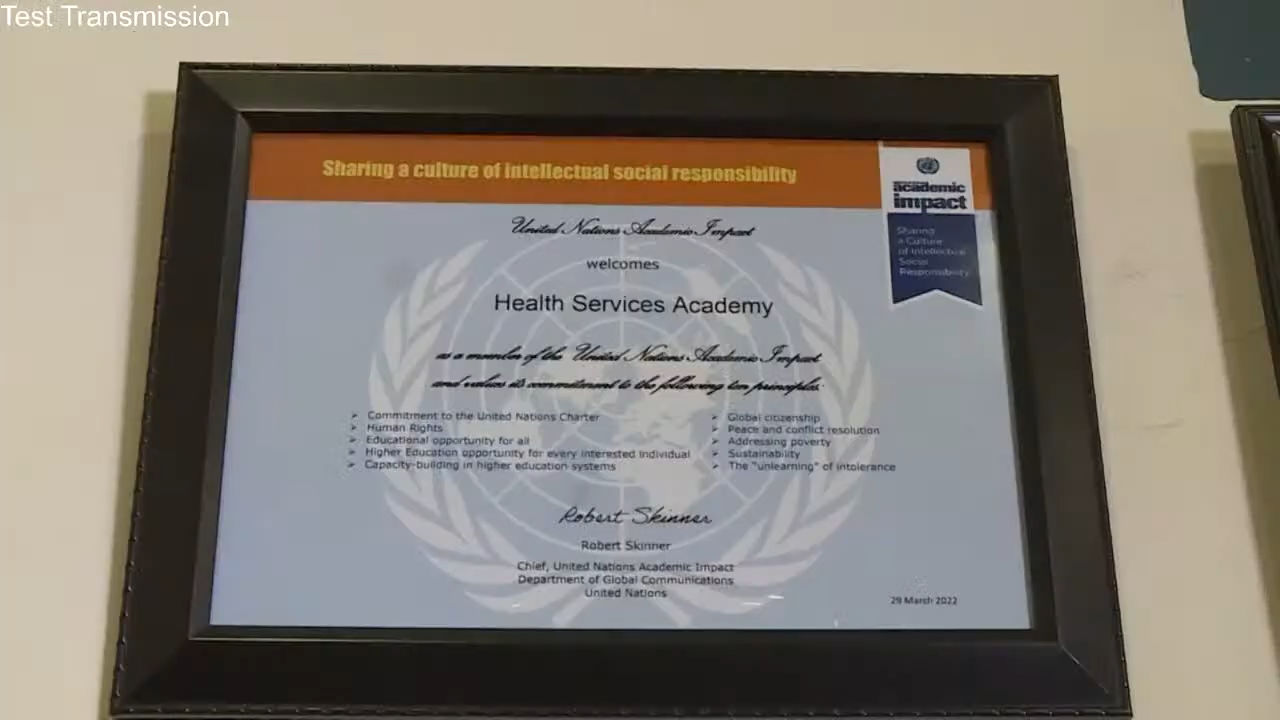 Test Transmission
Sharing a culture of intellectual social responsibility
academic
impact
Sharing
a Culture
of Intellectual
Social
Responsibility
United Nations Academic Impact
welcomes
Health Services Academy
as a member of the United Nations Academic Impact
and values its commitment to the following ten principles:
➢ Commitment to the United Nations Charter
➢ Human Rights
➢ Educational opportunity for all
➢ Higher Education opportunity for every interested individual
➢ Capacity-building in higher education systems
➢ Global citizenship
➢ Peace and conflict resolution
➢ Addressing poverty
➢ Sustainability
➢ The "unlearning" of intolerance
Robert Skinner
Robert Skinner
Chief, United Nations Academic Impact
Department of Global Communications
United Nations
29 March 2022